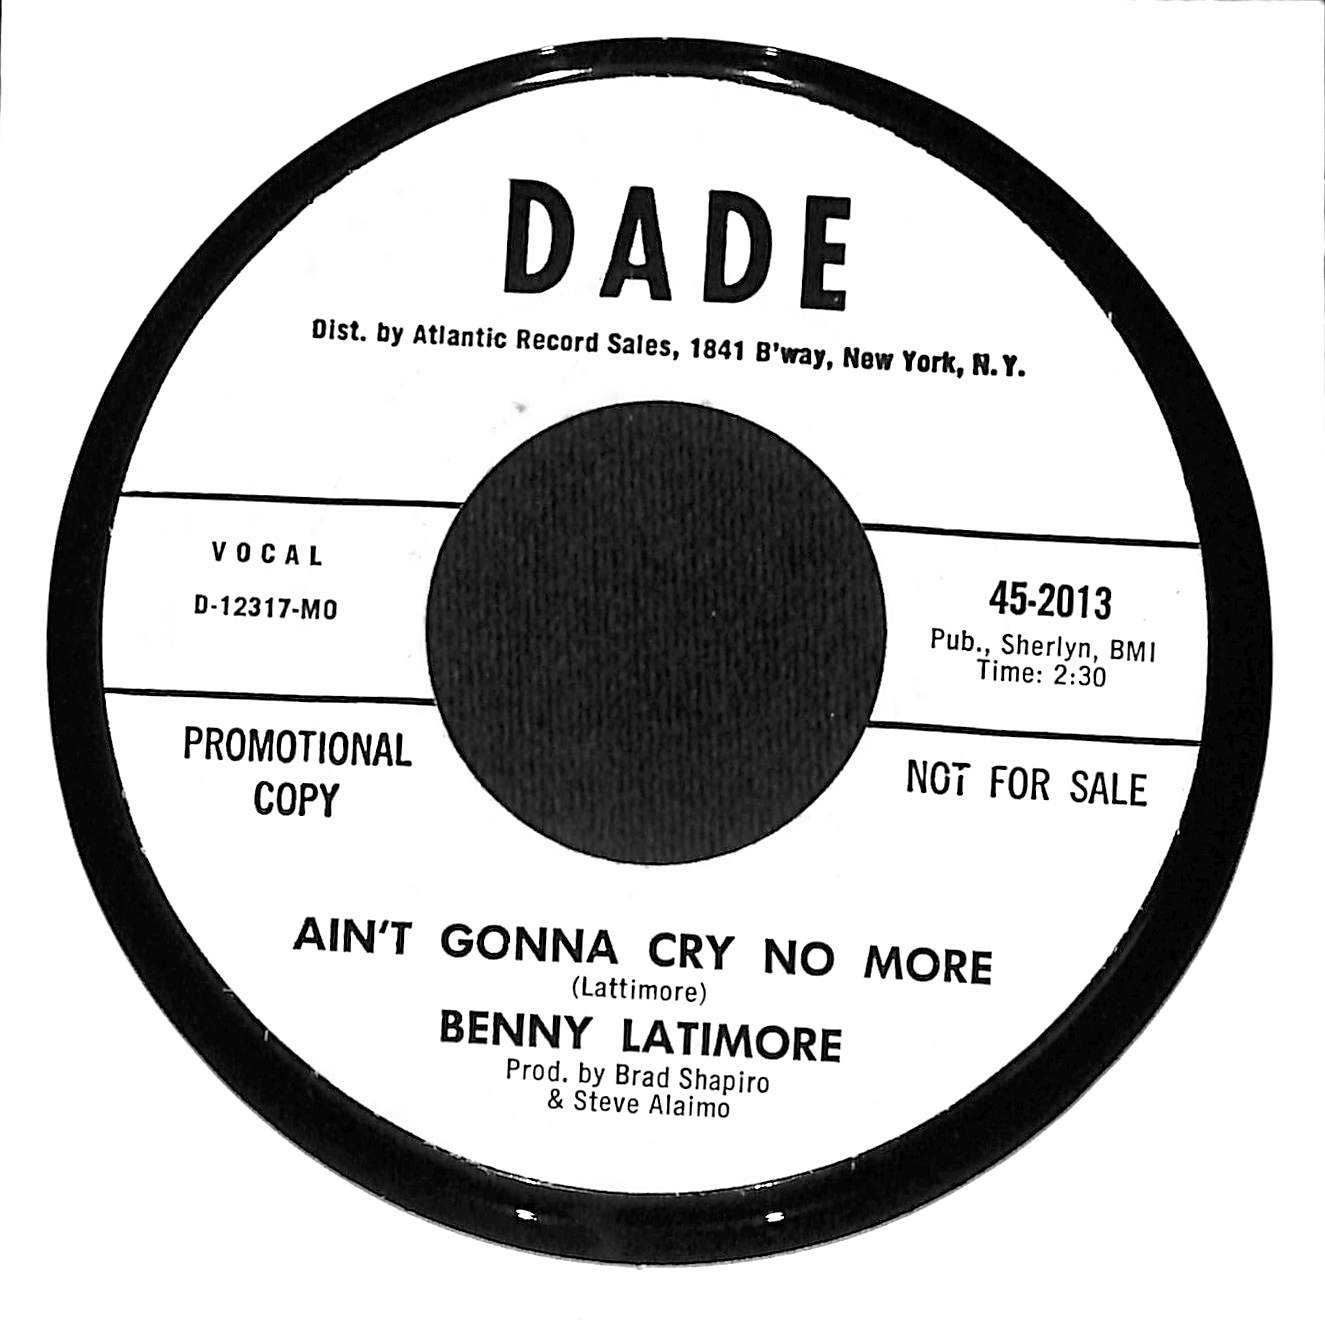 DADE
Dist. by Atlantic Record Sales, 1841 B'way, New York, N.Y.
VOCAL
D-12317-MO
45-2013
Pub., Sherlyn, BMI
Time: 2:30
PROMOTIONAL
COPY
NOT FOR SALE
AIN'T GONNA CRY NO MORE
(Lattimore)
BENNY LATIMORE
Prod. by Brad Shapiro
& Steve Alaimo